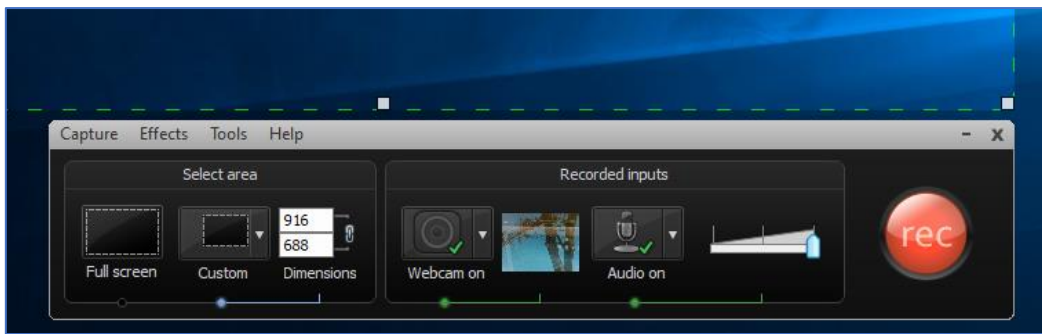 Capture Effects Tools Help
Select area
Recorded inputs
916
688
rec
Full screen Custom Dimensions Webcam on Audio on